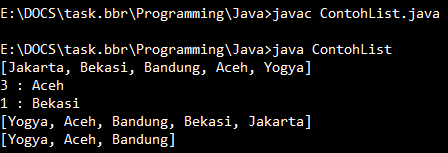 E:\DOCS\task.bbr\Programming\Java>javac ContohList.java
E:\DOCS\task.bbr\Programming\Java>java ContohList
[Jakarta, Bekasi, Bandung, Aceh, Yogya]
3 : Aceh
1 : Bekasi
[Yogya, Aceh, Bandung, Bekasi, Jakarta]
[Yogya, Aceh, Bandung]